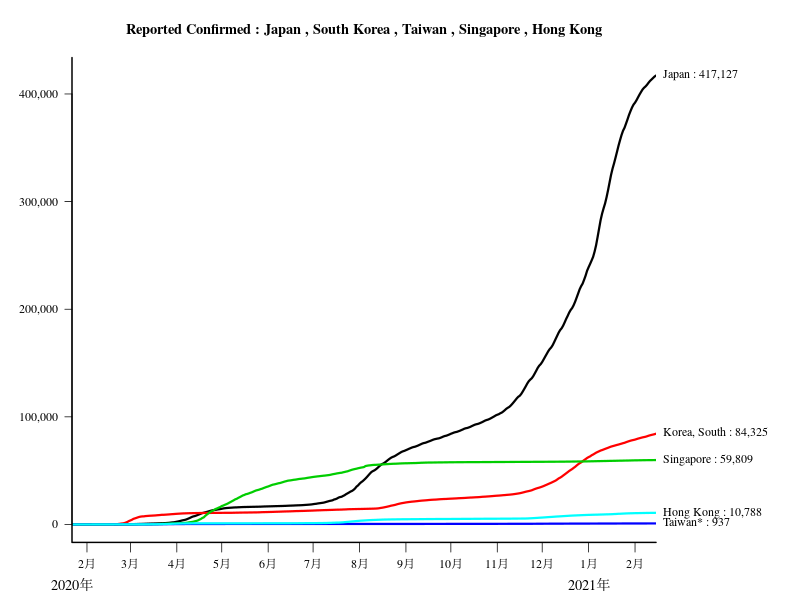 Reported Confirmed : Japan , South Korea , Taiwan , Singapore , Hong Kong
400,000
300,000
200,000
100,000
0
Japan : 417,127
Korea, South : 84,325
Singapore : 59,809
Hong Kong : 10,788
Taiwan* : 937
2月 3月 4月 5月 6月 7月 8月 9月 10月 11月 12月 1月 2月
2020年 2021年